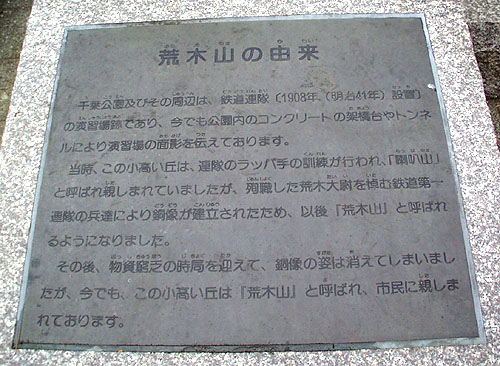 荒木山の由来
千葉公園及びその周辺は、鉄道連隊（1908年、（明治41年）設置）
の演習場跡であり、今でも公園内のコンクリートの架橋台やトンネ
ルにより演習場の面影を伝えております。
当時、この小高い丘は、連隊のラッパ手の訓練が行われ、「喇叭山」
と呼ばれ親しまれていましたが、殉職した荒木大尉を悼む鉄道第一
連隊の兵達により銅像が建立されたため、以後「荒木山」と呼ばれ
るようになりました。
その後、物資窮乏の時局を迎えて、銅像の姿は消えてしまいまし
たが、今でも、この小高い丘は「荒木山」と呼ばれ、市民に親しま
れております。